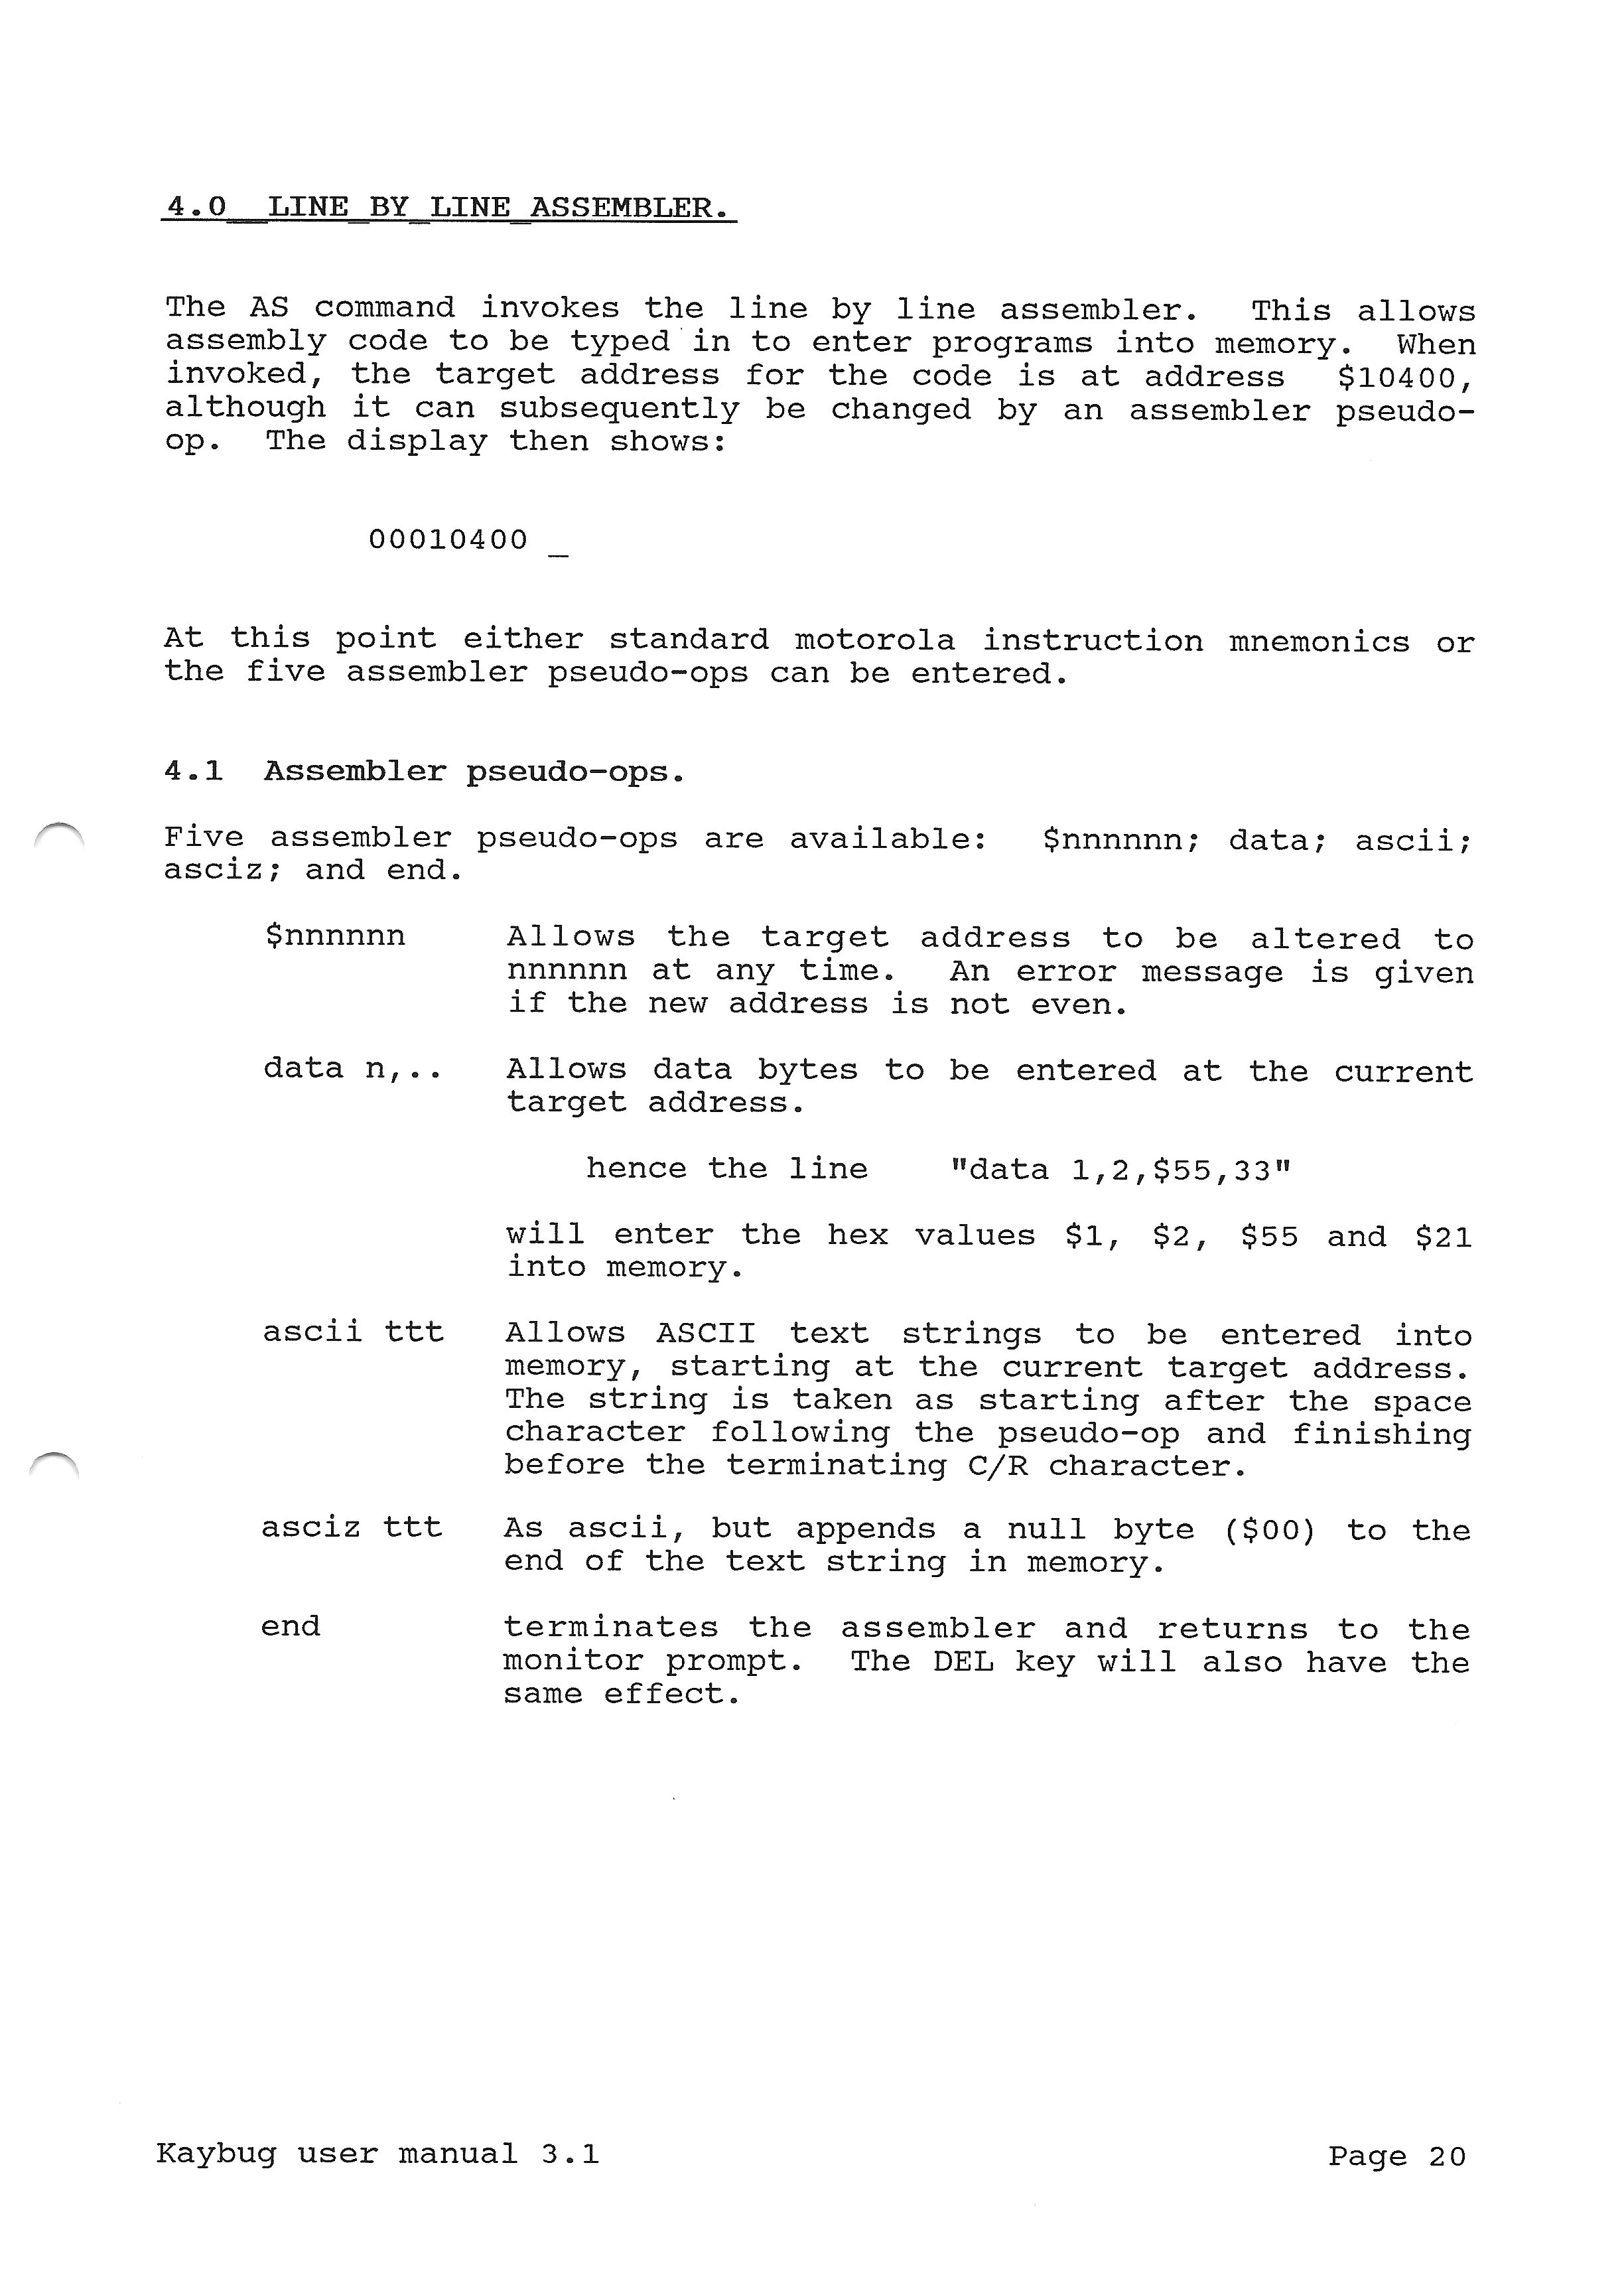 4.0 LINE BY LINE ASSEMBLER.
The AS command invokes the line by line assembler. This allows
assembly code to be typed in to enter programs into memory. When
invoked, the target address for the code is at address $10400,
although it can subsequently be changed by an assembler pseudo-
op. The display then shows:
00010400 _
At this point either standard motorola instruction mnemonics or
the five assembler pseudo-ops can be entered.
4.1 Assembler pseudo-ops.
Five assembler pseudo-ops are available: $nnnnnn; data; ascii;
asciz; and end.
$nnnnnn Allows the target address to be altered to
nnnnnn at any time. An error message is given
if the new address is not even.
data n,.. Allows data bytes to be entered at the current
target address.
hence the line "data 1,2,$55,33"
will enter the hex values $1, $2, $55 and $21
into memory.
ascii ttt Allows ASCII text strings to be entered into
memory, starting at the current target address.
The string is taken as starting after the space
character following the pseudo-op and finishing
before the terminating C/R character.
asciz ttt As ascii, but appends a null byte ($00) to the
end of the text string in memory.
end terminates the assembler and returns to the
monitor prompt. The DEL key will also have the
same effect.
Kaybug user manual 3.1 Page 20